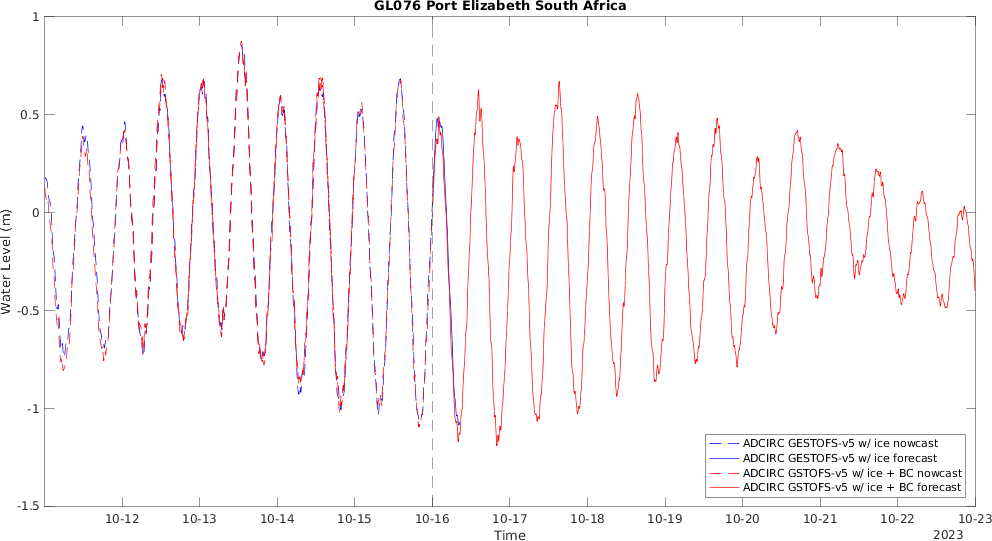 GL076 Port Elizabeth South Africa
1
0.5
0
-0.5
-1
-1.5
Water Level (m)
10-12 10-13 10-14 10-15 10-16 10-17 10-18 10-19 10-20 10-21 10-22 10-23
Time
2023
ADCIRC GESTOFS-v5 w/ ice nowcast
ADCIRC GESTOFS-v5 w/ ice forecast
ADCIRC GSTOFS-v5 w/ ice + BC nowcast
ADCIRC GSTOFS-v5 w/ ice + BC forecast